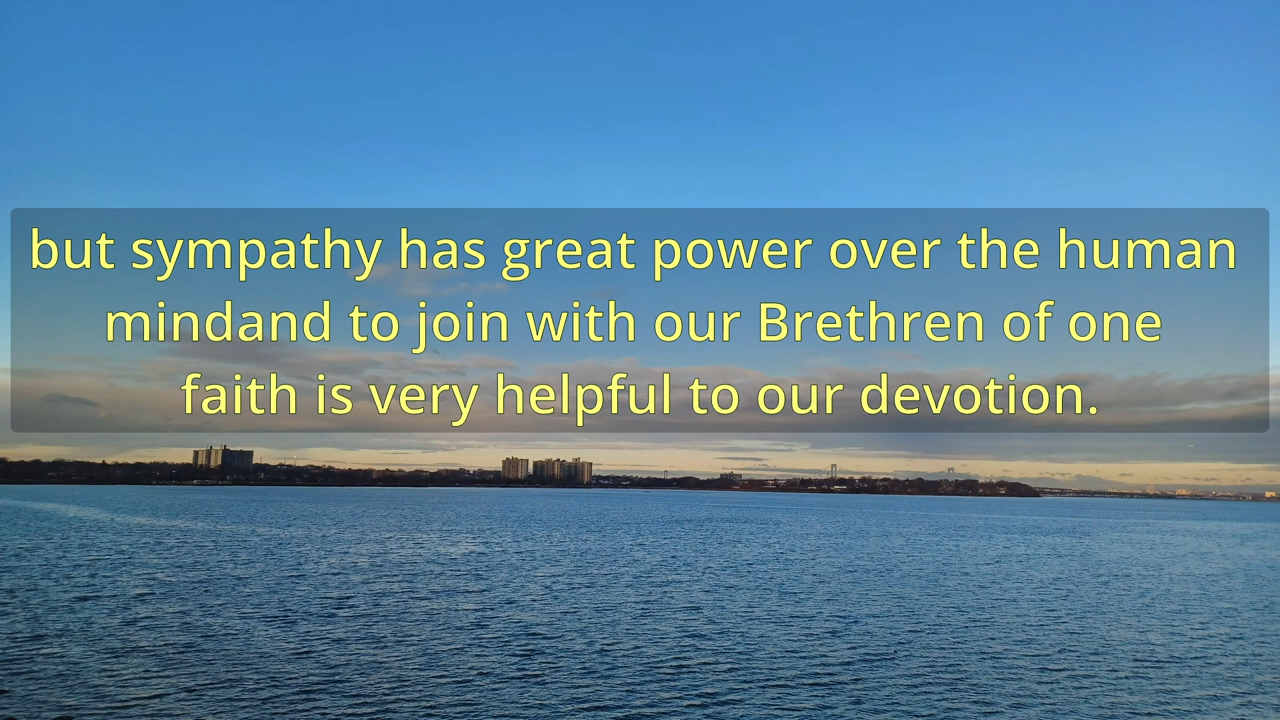 but sympathy has great power over the human
mindand to join with our Brethren of one
faith is very helpful to our devotion.